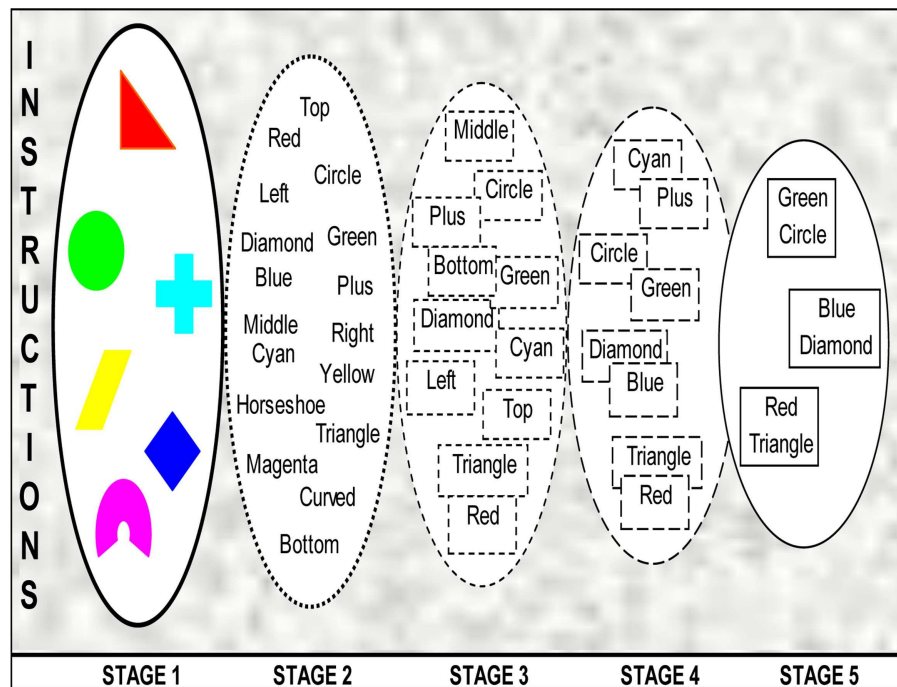 INSTRUCTIONS
Top
Red
Circle
Left
Green
Diamond
Blue
Plus
Middle
Right
Cyan
Yellow
Horseshoe
Triangle
Magenta
Curved
Bottom
Middle
Circle
Plus
Bottom
Green
Diamond
Cyan
Left
Top
Triangle
Red
Cyan
Plus
Circle
Green
Diamond
Blue
Triangle
Red
Green
Circle
Blue
Diamond
Red
Triangle
STAGE 1
STAGE 2
STAGE 3
STAGE 4
STAGE 5